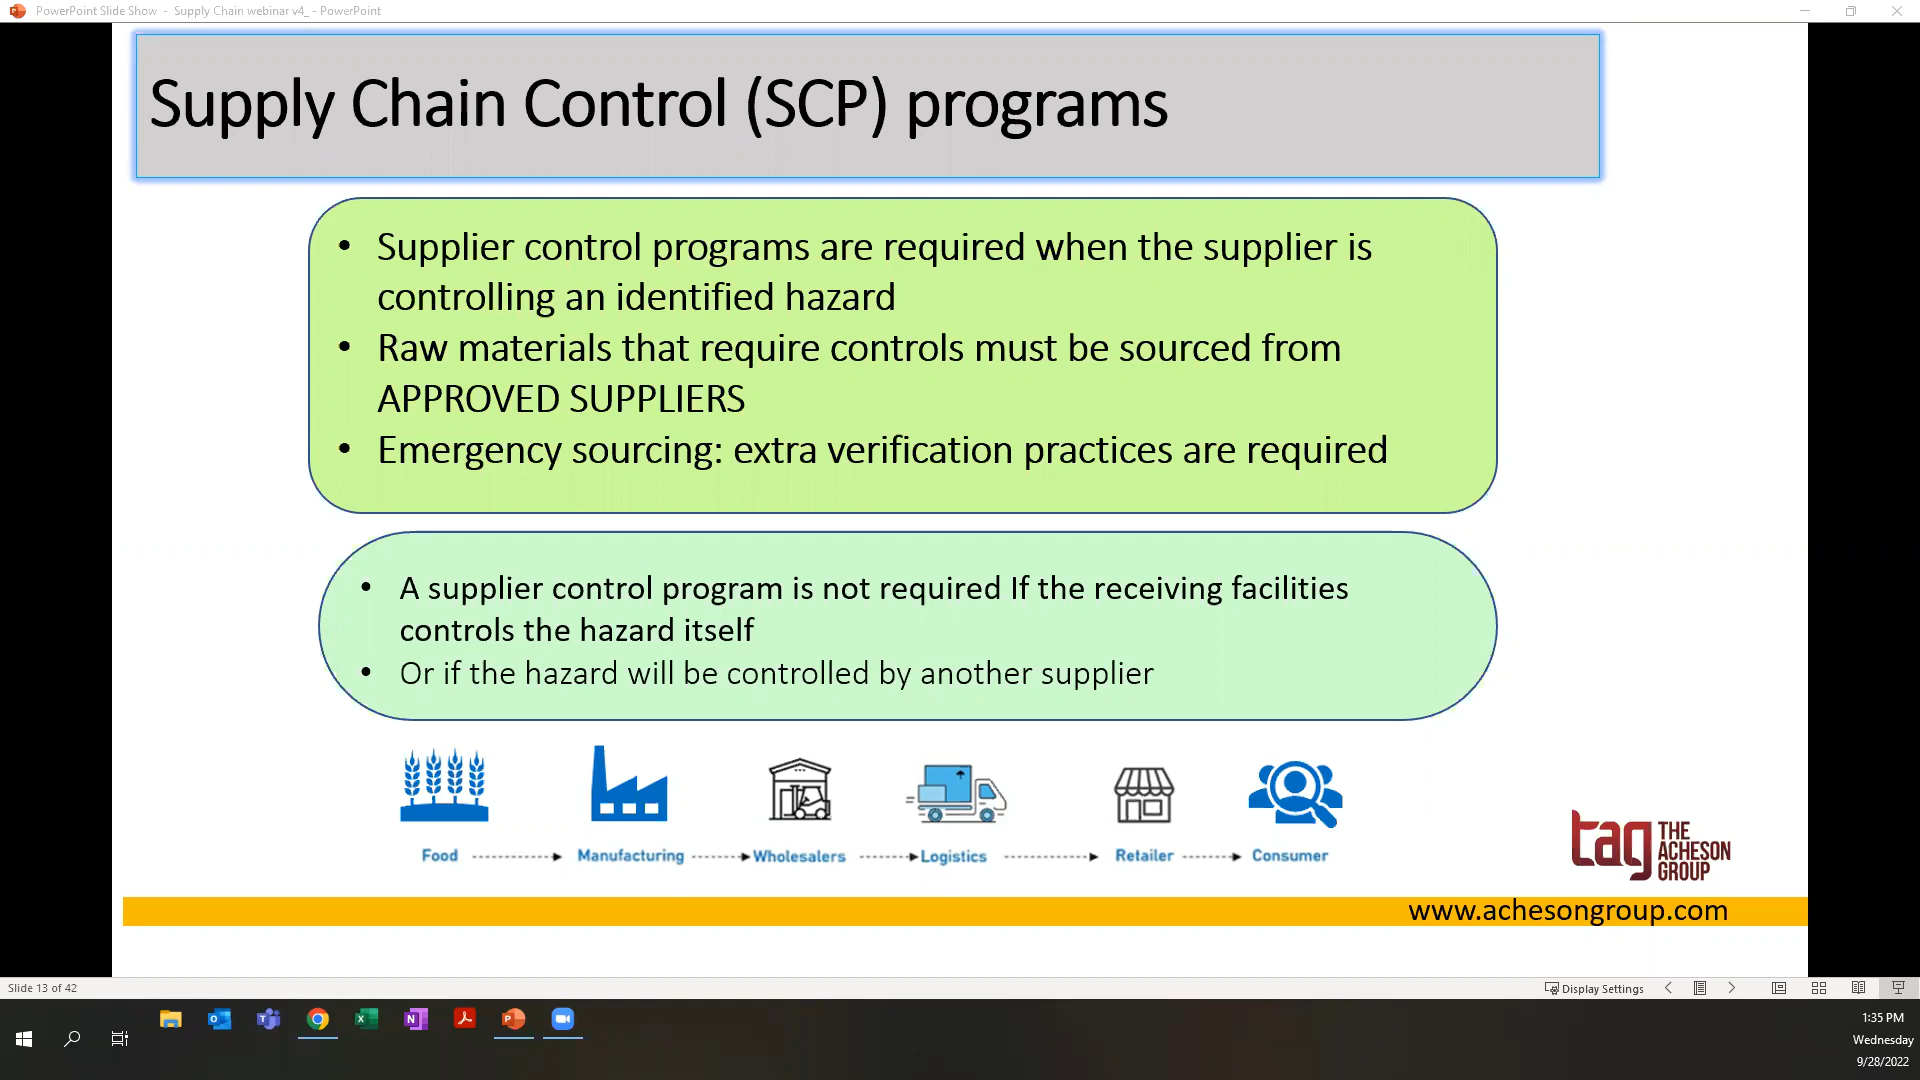 PowerPoint Slide Show - Supply Chain webinar v4_ - PowerPoint
Supply Chain Control (SCP) programs
• Supplier control programs are required when the supplier is
controlling an identified hazard
• Raw materials that require controls must be sourced from
APPROVED SUPPLIERS
• Emergency sourcing: extra verification practices are required
• A supplier control program is not required If the receiving facilities
controls the hazard itself
• Or if the hazard will be controlled by another supplier
Food Manufacturing Wholesalers Logistics Retailer Consumer
tag THE
ACHESON
GROUP
www.achesongroup.com
Slide 13 of 42
Display Settings
1:35 PM
Wednesday
9/28/2022